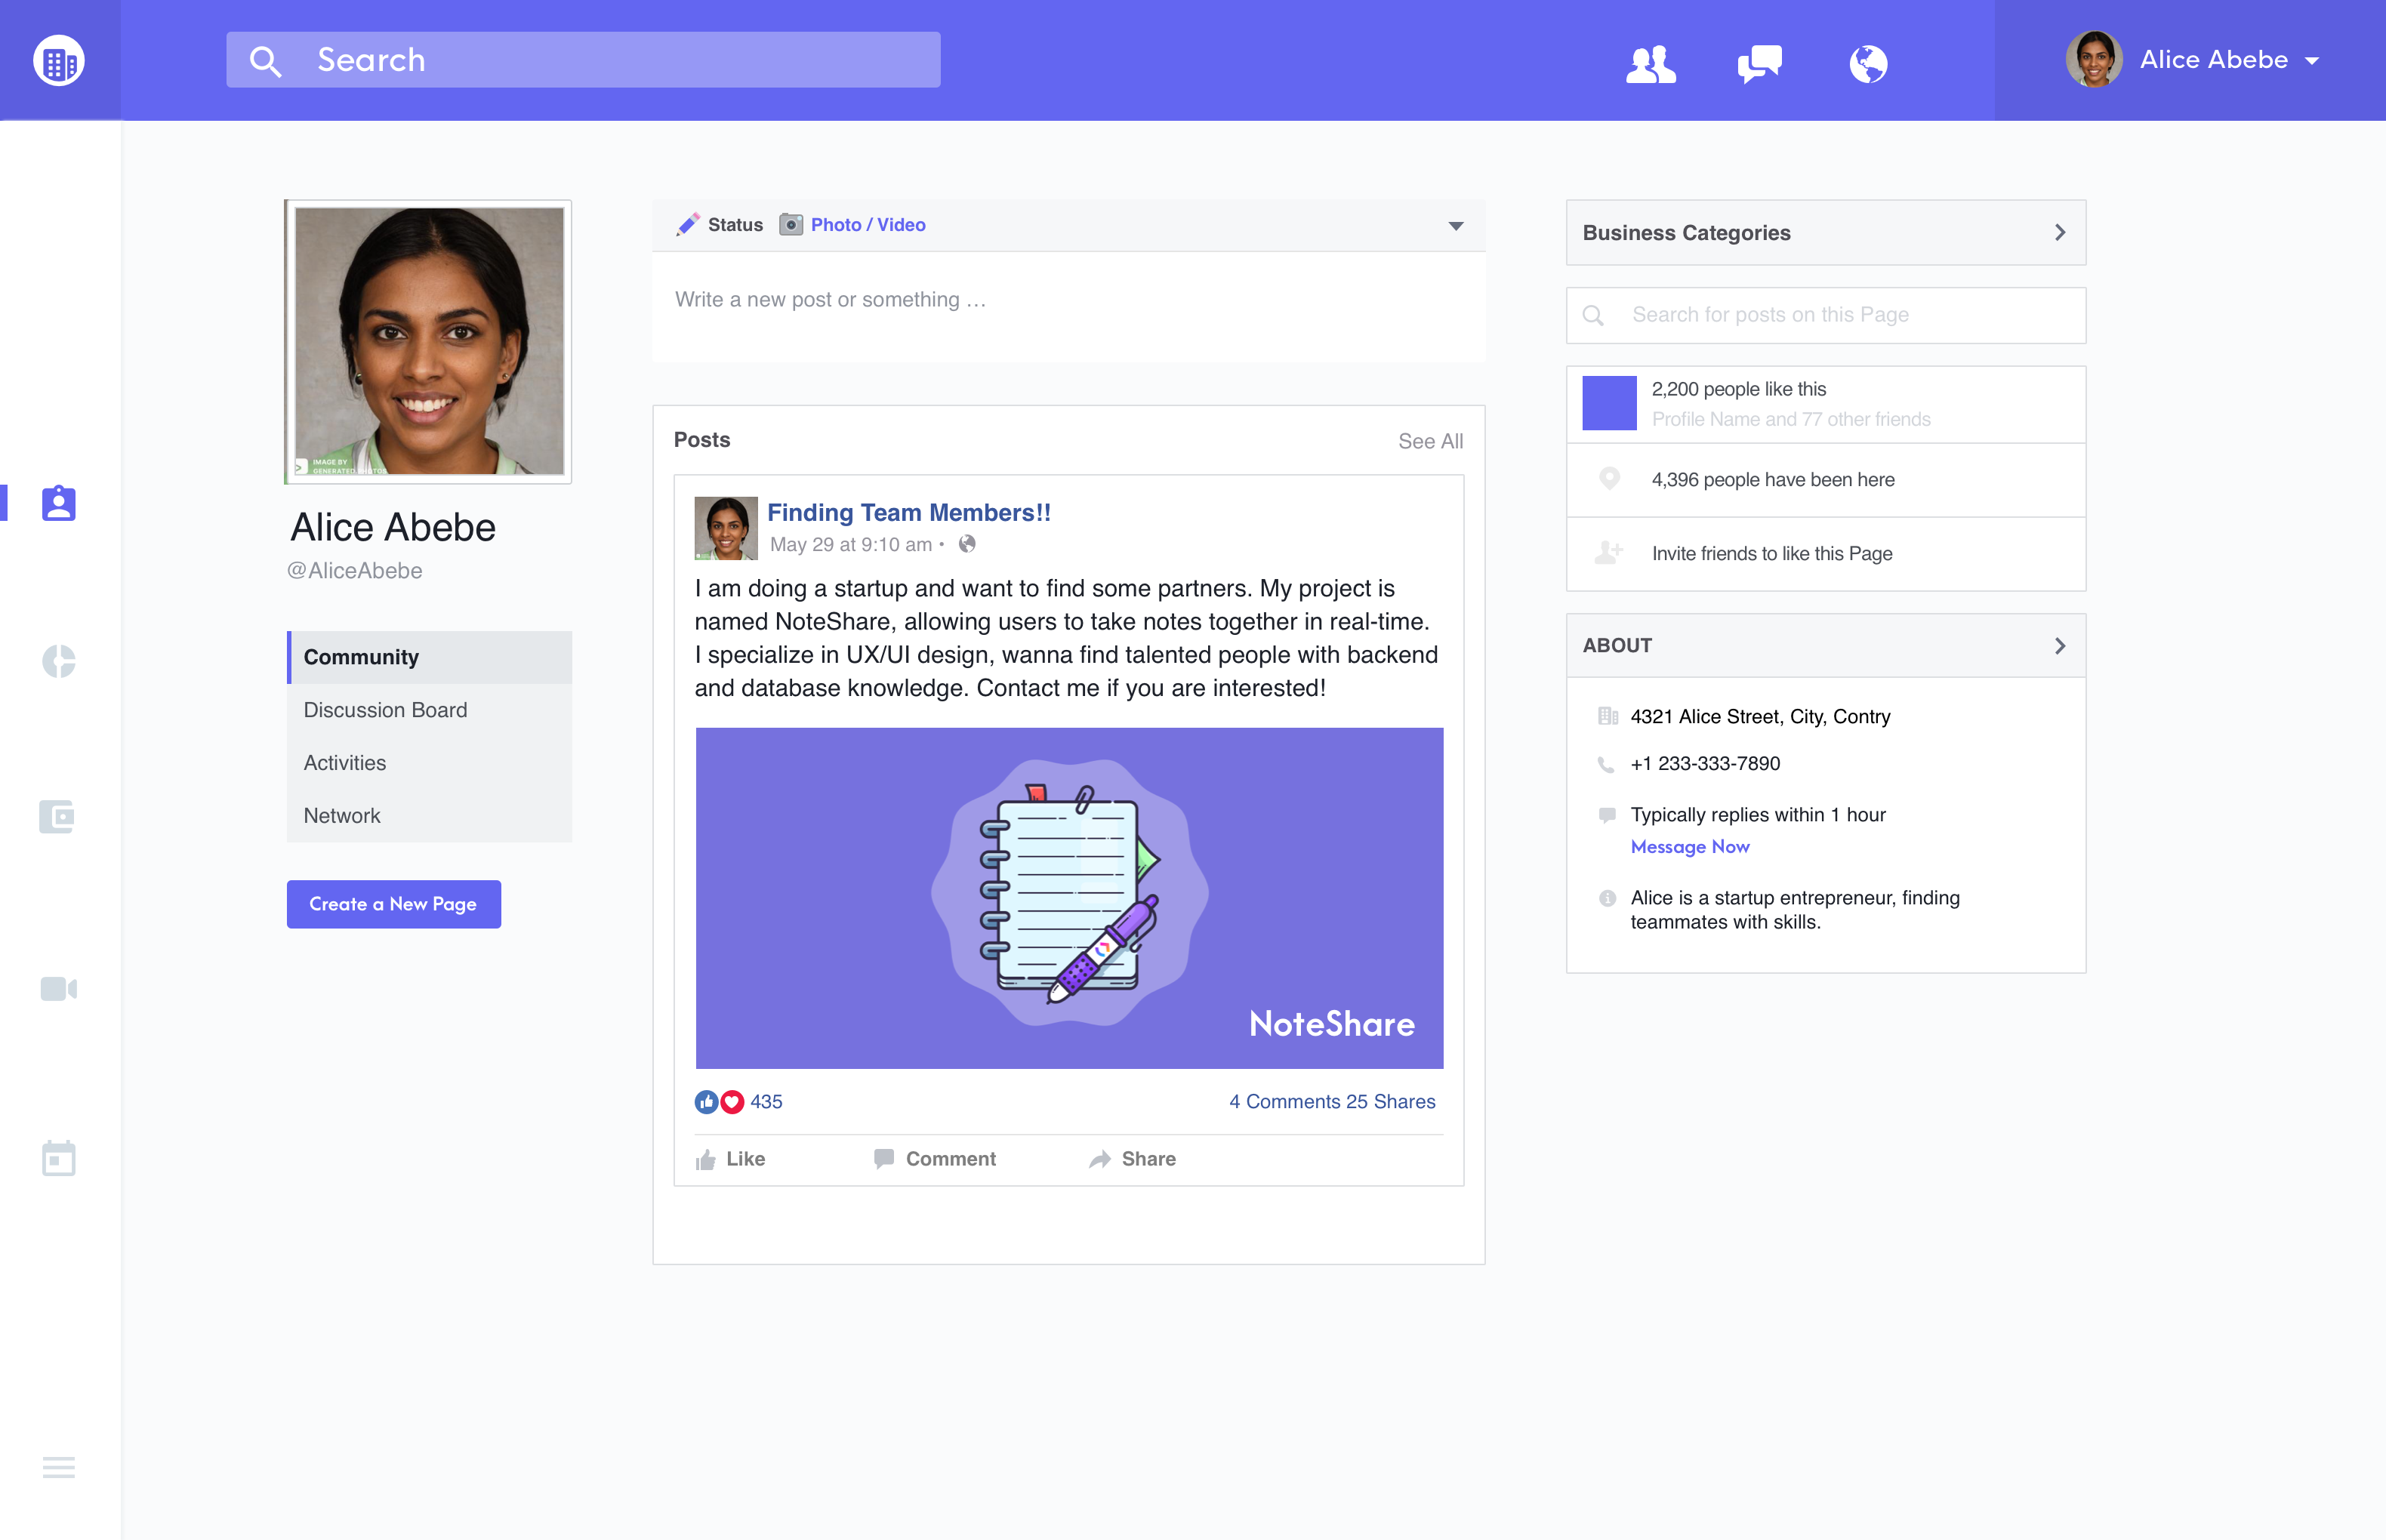 Search
Alice Abebe
IMAGE BY
GENERATED PHOTOS
Alice Abebe
@AliceAbebe
Community
Discussion Board
Activities
Network
Create a New Page
Status
Photo / Video
Write a new post or something …
Posts
See All
Finding Team Members!!
May 29 at 9:10 am •
I am doing a startup and want to find some partners. My project is
named NoteShare, allowing users to take notes together in real-time.
I specialize in UX/UI design, wanna find talented people with backend
and database knowledge. Contact me if you are interested!
NoteShare
435
4 Comments 25 Shares
Like
Comment
Share
Business Categories
Search for posts on this Page
2,200 people like this
Profile Name and 77 other friends
4,396 people have been here
Invite friends to like this Page
ABOUT
4321 Alice Street, City, Contry
+1 233-333-7890
Typically replies within 1 hour
Message Now
Alice is a startup entrepreneur, finding
teammates with skills.